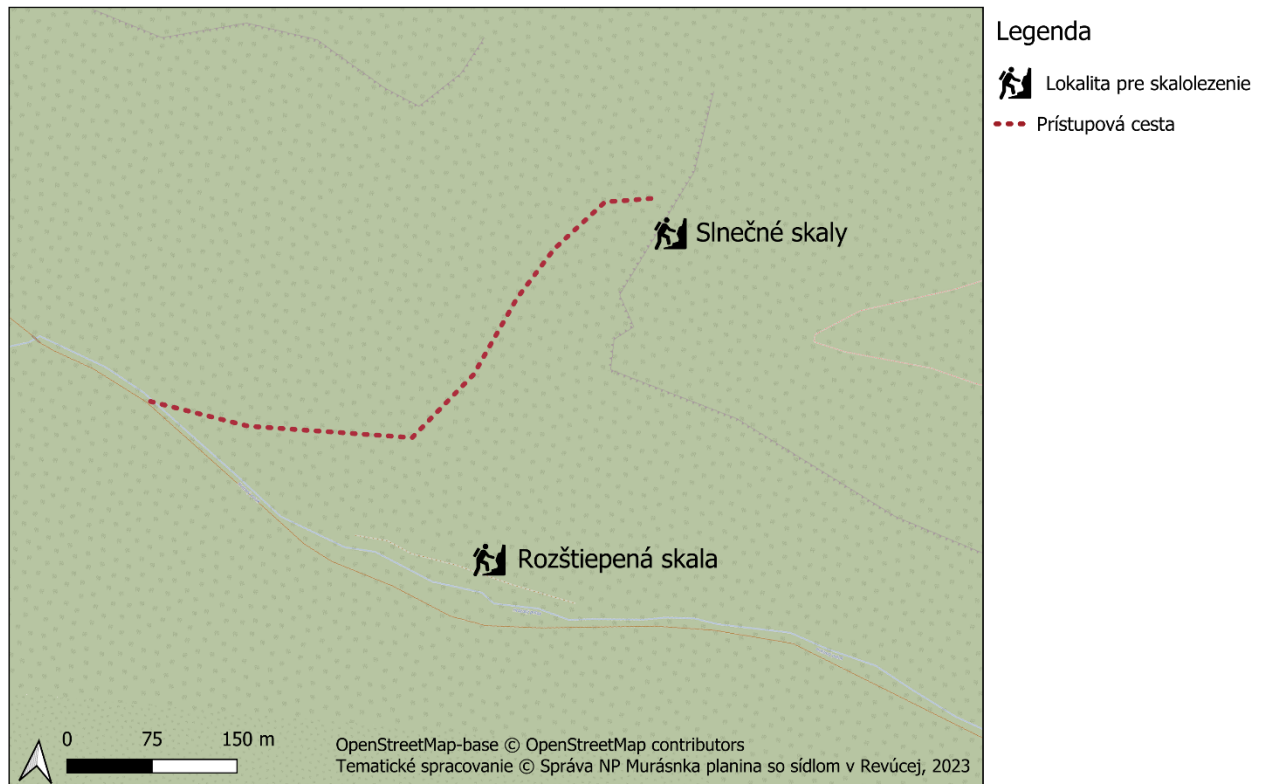 Legenda
Lokalita pre skalolezenie
Prístupová cesta
Slnečné skaly
Rozštiepená skala
0 75 150 m
OpenStreetMap-base © OpenStreetMap contributors
Tematické spracovanie © Správa NP Murásnka planina so sídlom v Revúcej, 2023